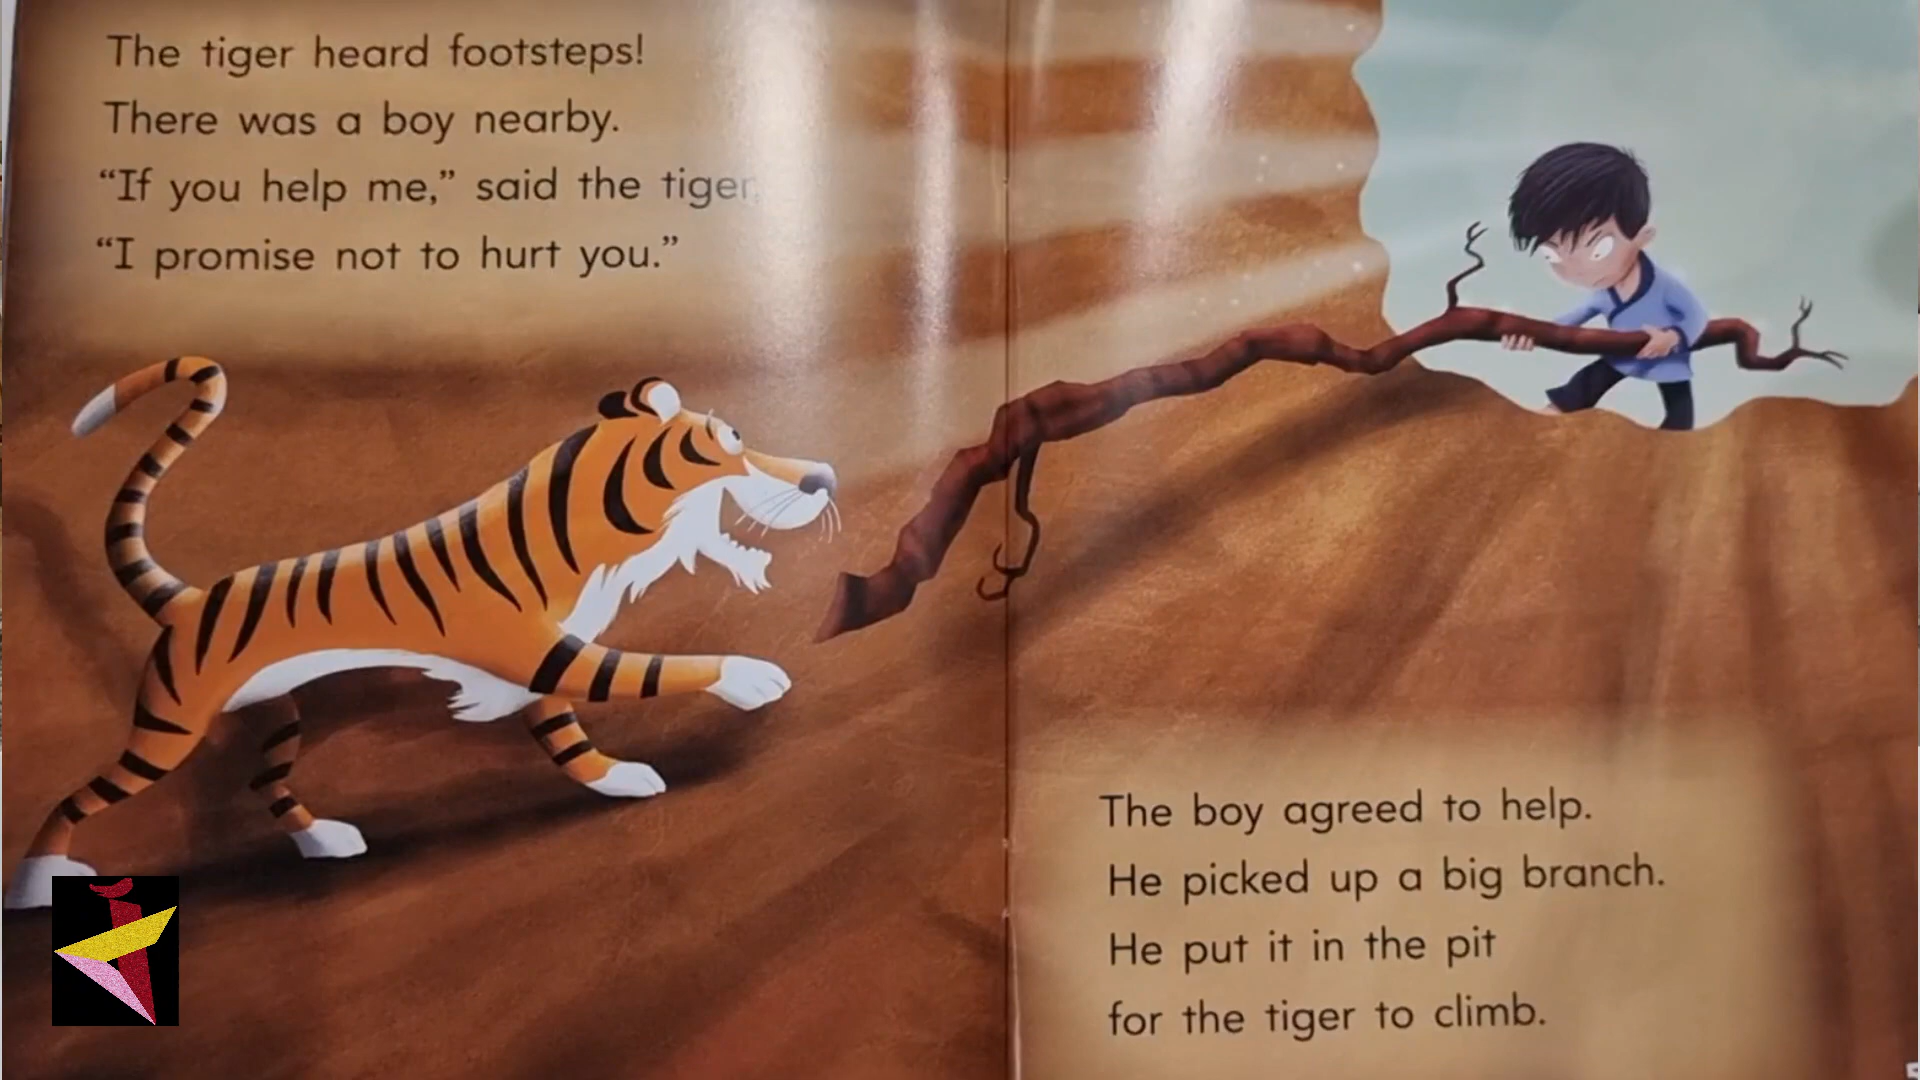 The tiger heard footsteps!
There was a boy nearby.
“If you help me,” said the tiger,
“I promise not to hurt you.”
The boy agreed to help.
He picked up a big branch.
He put it in the pit
for the tiger to climb.